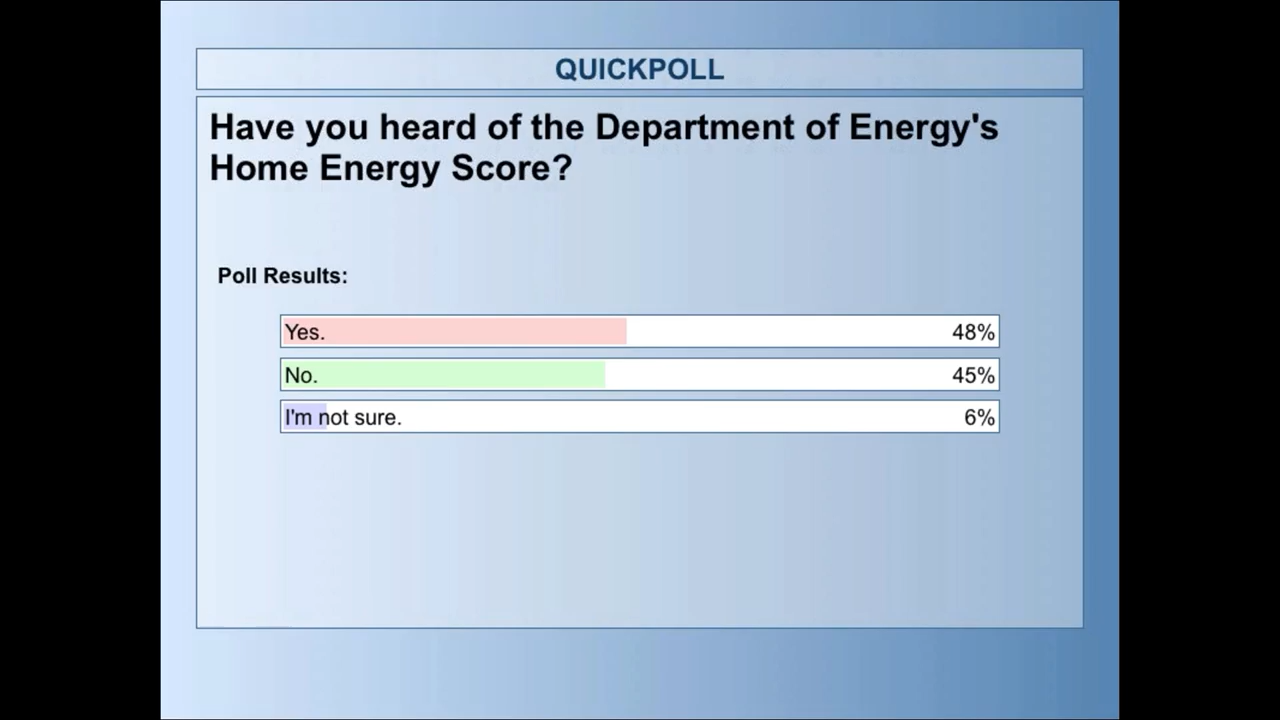 QUICKPOLL
Have you heard of the Department of Energy's
Home Energy Score?
Poll Results:
Yes. 48%
No. 45%
I'm not sure. 6%